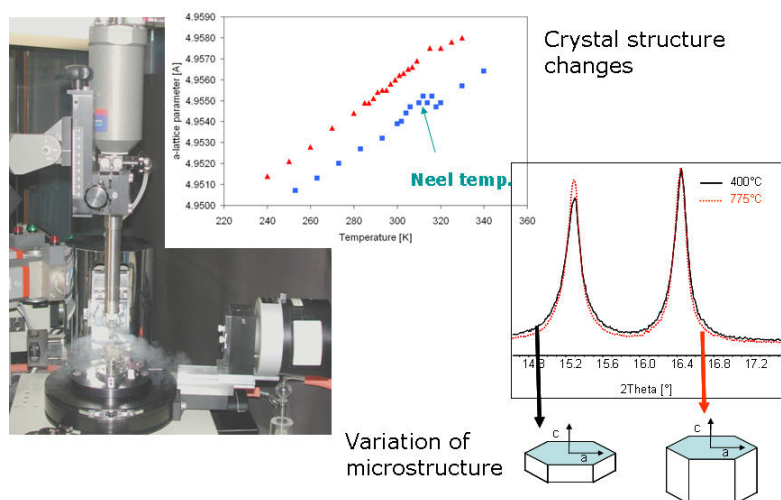 Crystal structure
changes
4.9590
4.9580
4.9570
4.9560
4.9550
4.9540
4.9530
4.9520
4.9510
4.9500
a-lattice parameter [A]
220 240 260 280 300 320 340 360
Temperature [K]
Neel temp.
400°C
775°C
14.8 15.2 15.6 16.0 16.4 16.8 17.2
2Theta [°]
Variation of
microstructure
c
a
c
a